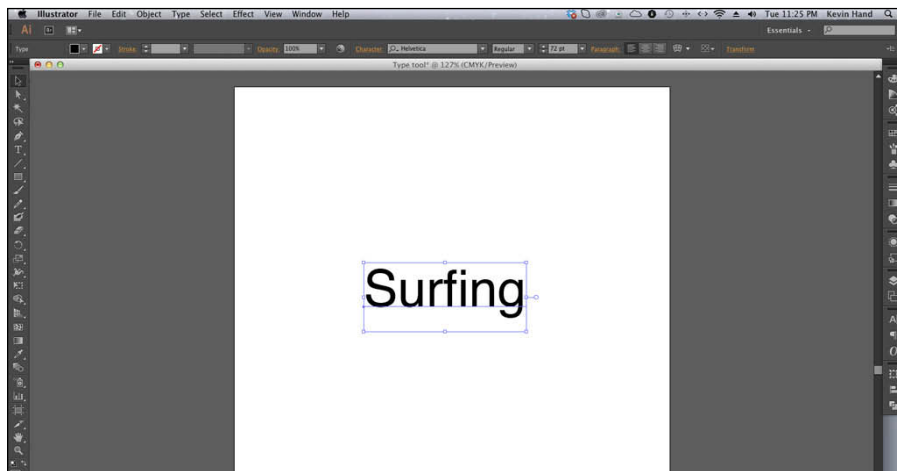 Illustrator File Edit Object Type Select Effect View Window Help Tue 11:25 PM Kevin Hand
Ai Br Essentials
Type Stroke: Opacity: 100% Character: Helvetica Regular 72 pt Paragraph: Transform
Type tool* @ 127% (CMYK/Preview)
Surfing